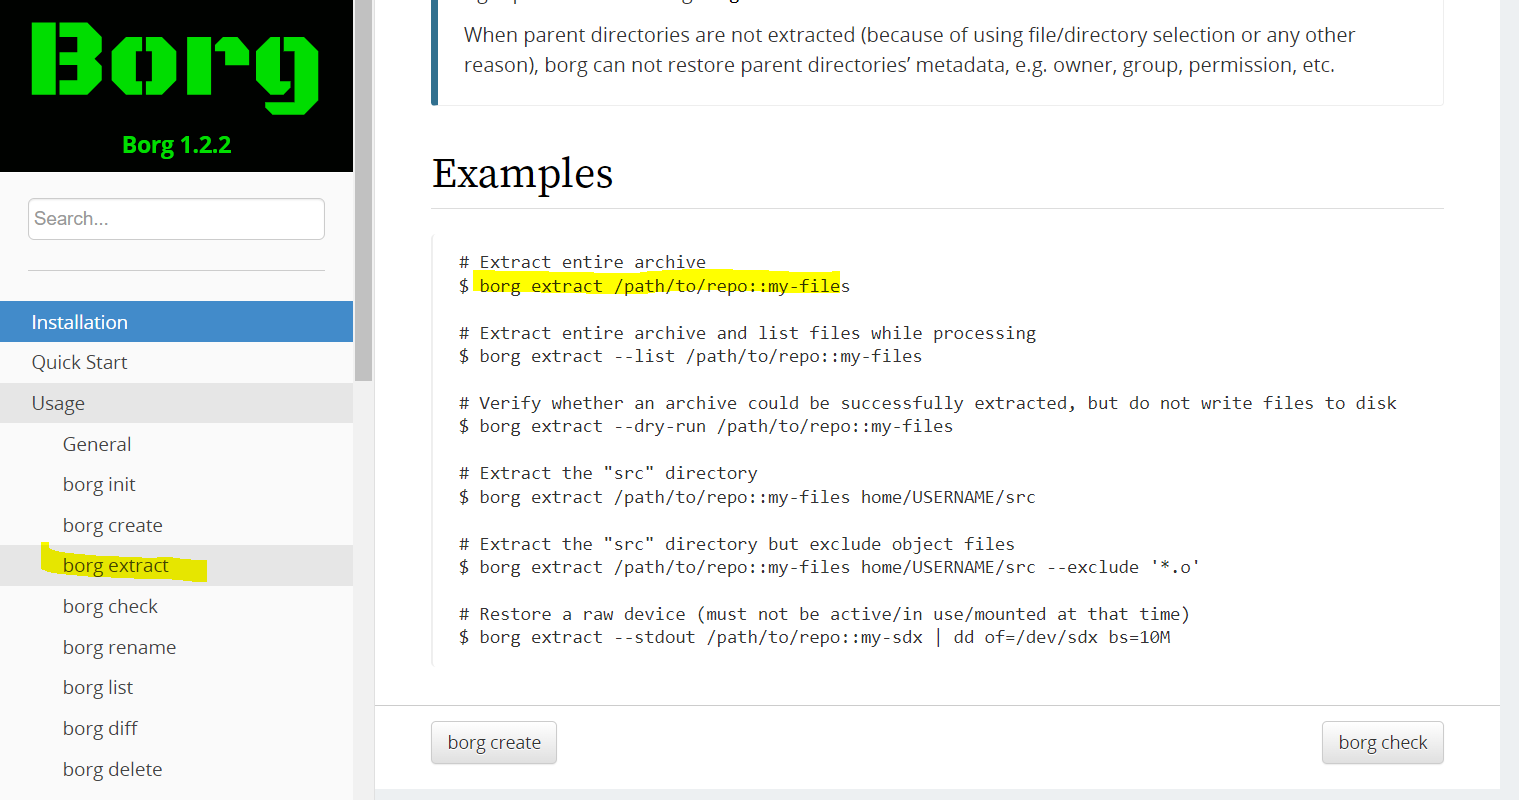 Borg
Borg 1.2.2
Search...
Installation
Quick Start
Usage
General
borg init
borg create
borg extract
borg check
borg rename
borg list
borg diff
borg delete
When parent directories are not extracted (because of using file/directory selection or any other
reason), borg can not restore parent directories’ metadata, e.g. owner, group, permission, etc.
Examples
# Extract entire archive
$ borg extract /path/to/repo::my-files
# Extract entire archive and list files while processing
$ borg extract --list /path/to/repo::my-files
# Verify whether an archive could be successfully extracted, but do not write files to disk
$ borg extract --dry-run /path/to/repo::my-files
# Extract the "src" directory
$ borg extract /path/to/repo::my-files home/USERNAME/src
# Extract the "src" directory but exclude object files
$ borg extract /path/to/repo::my-files home/USERNAME/src --exclude '*.o'
# Restore a raw device (must not be active/in use/mounted at that time)
$ borg extract --stdout /path/to/repo::my-sdx | dd of=/dev/sdx bs=10M
borg create
borg check